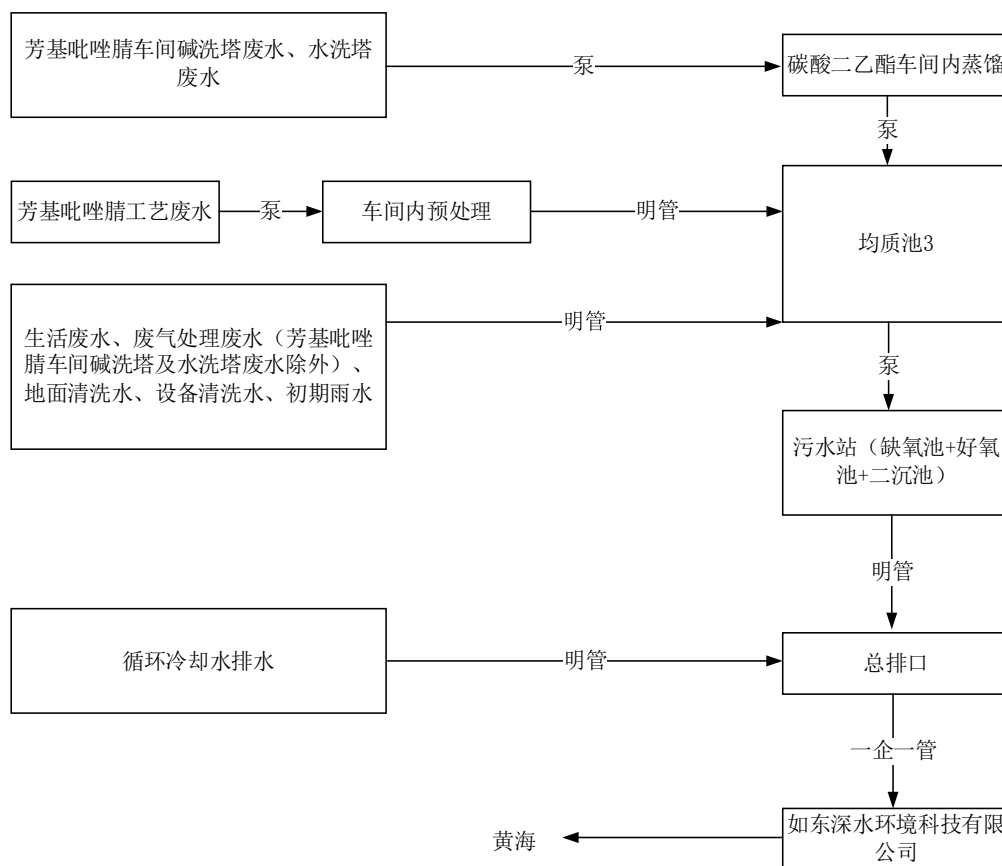 芳基吡唑腈车间碱洗塔废水、水洗塔
废水
泵
碳酸二乙酯车间内蒸馏
泵
芳基吡唑腈工艺废水
泵
车间内预处理
明管
均质池3
生活废水、废气处理废水（芳基吡唑
腈车间碱洗塔及水洗塔废水除外）、
地面清洗水、设备清洗水、初期雨水
明管
泵
污水站（缺氧池+好氧
池+二沉池）
明管
循环冷却水排水
明管
总排口
一企一管
如东深水环境科技有限
公司
黄海